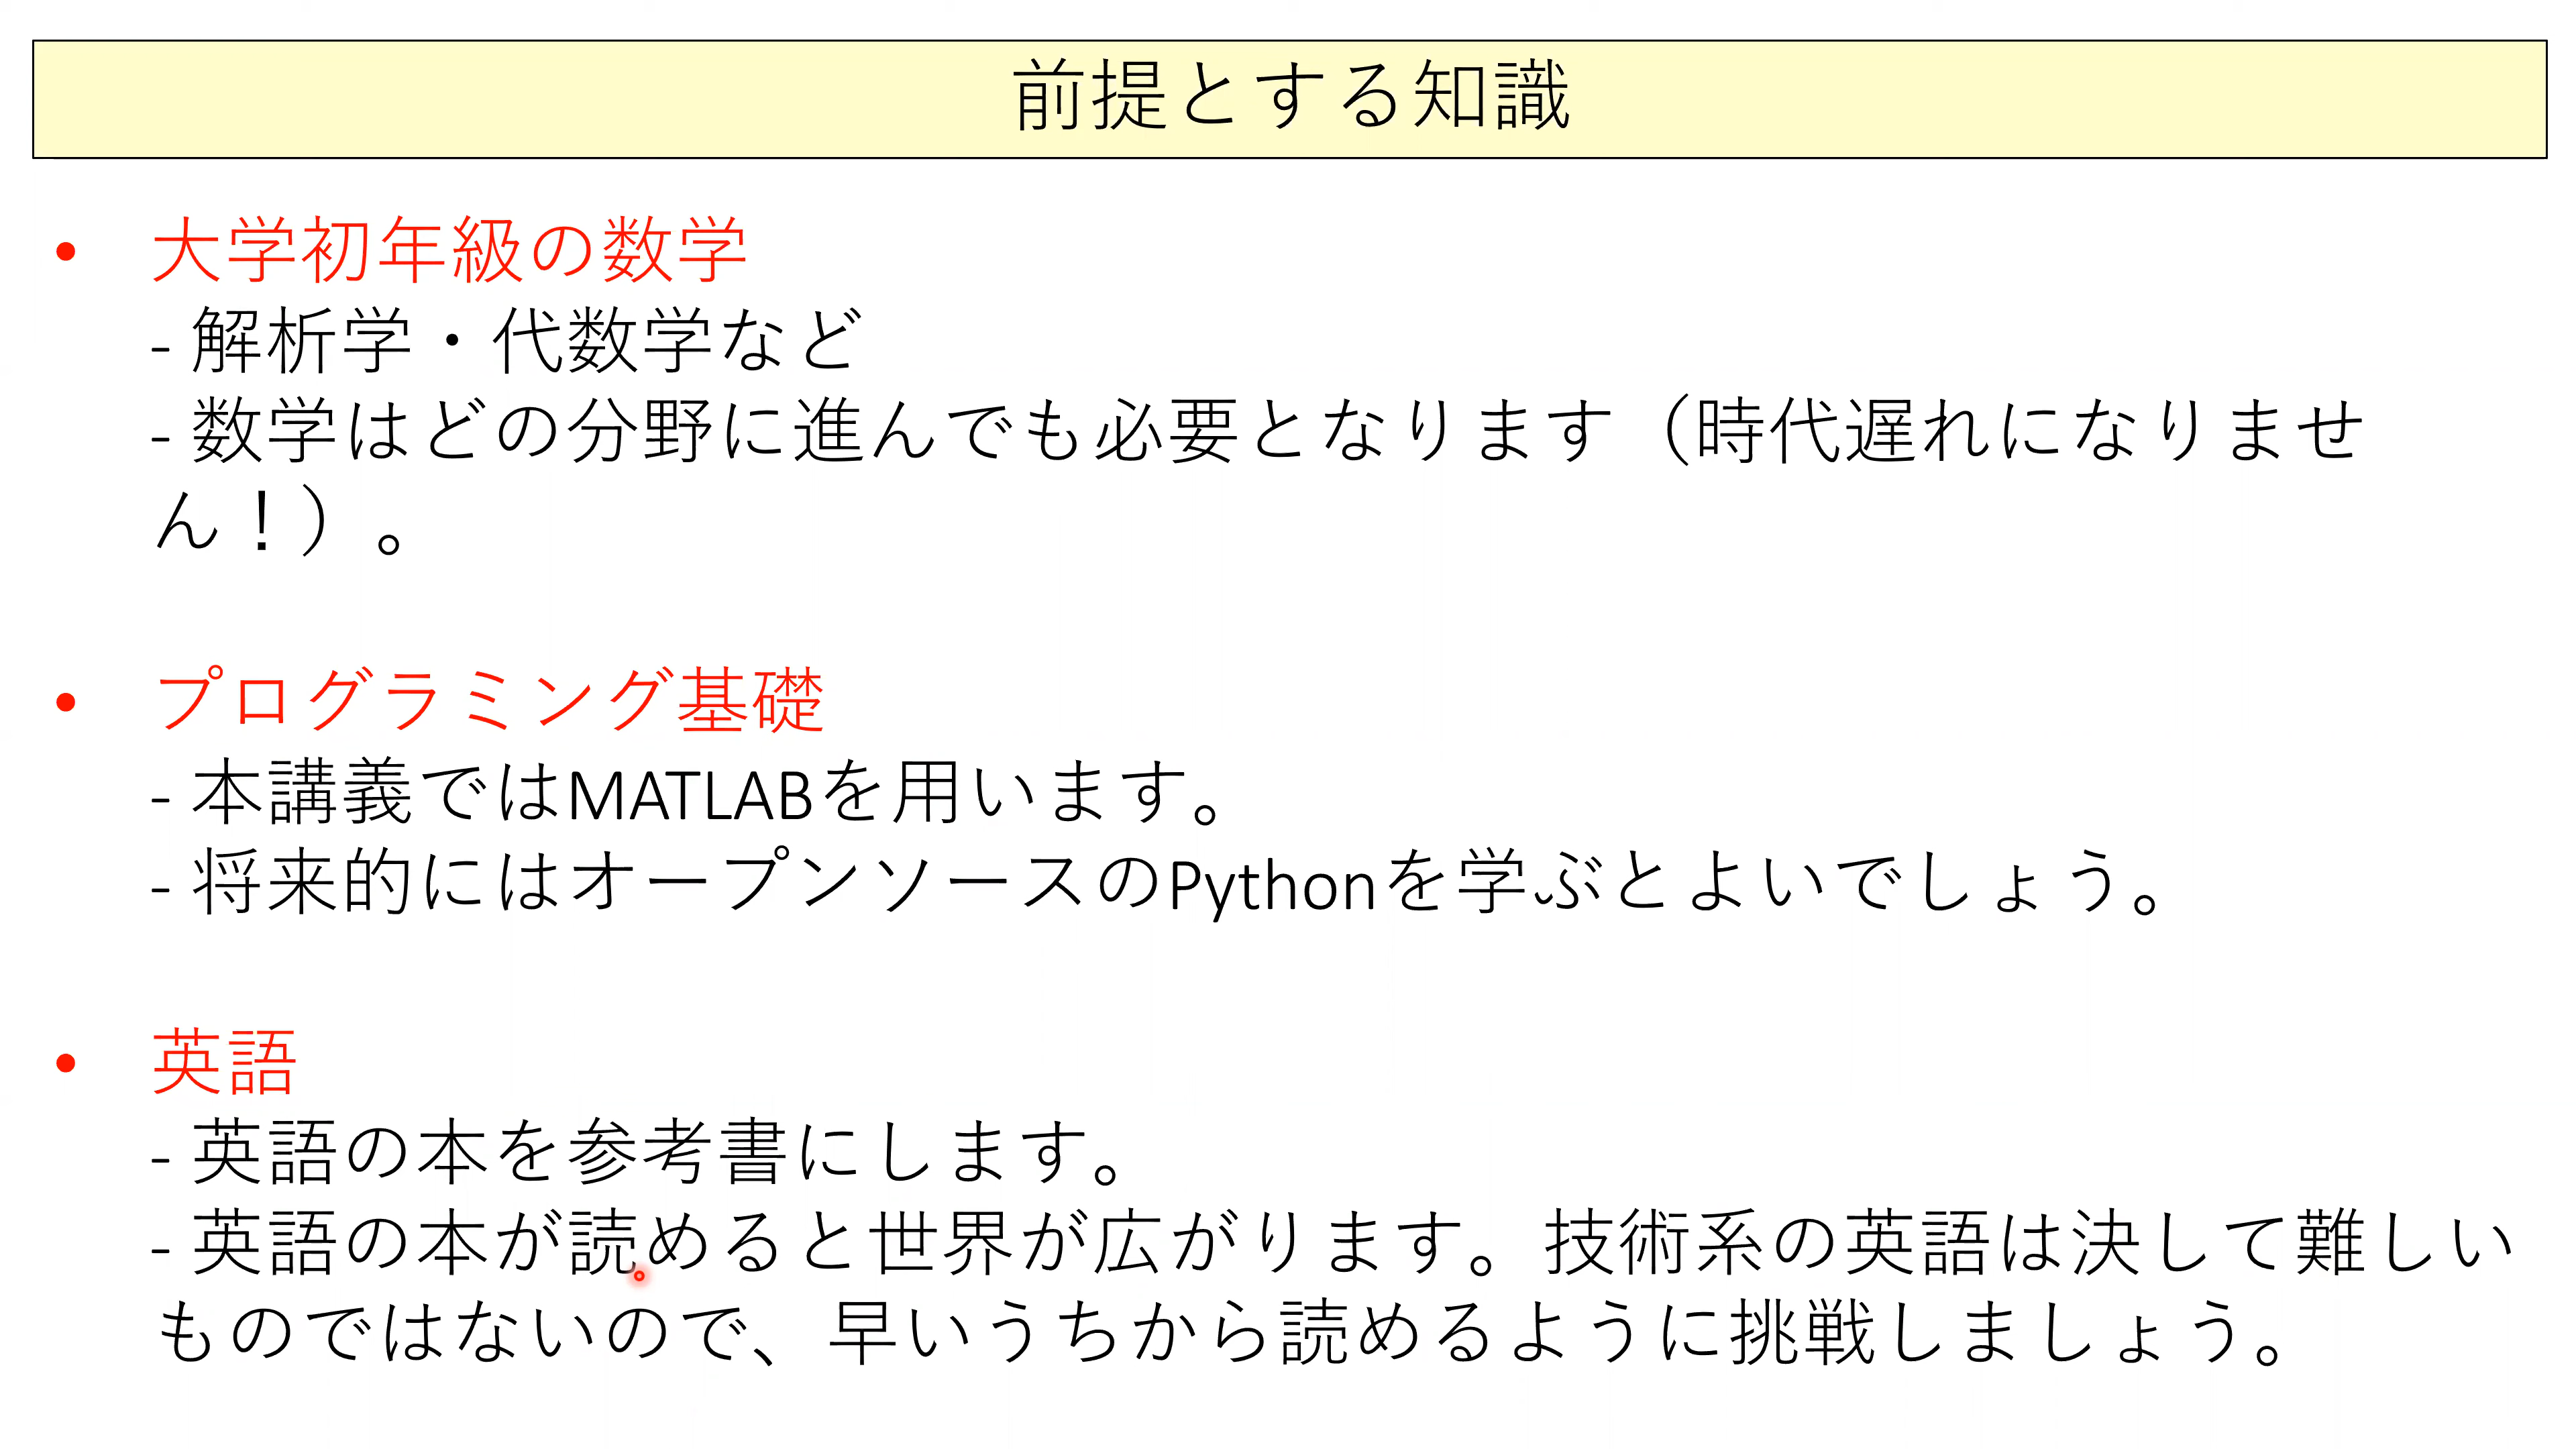 前提とする知識
• 大学初年級の数学
- 解析学・代数学など
- 数学はどの分野に進んでも必要となります（時代遅れになりませ
ん！）。
• プログラミング基礎
- 本講義ではMATLABを用います。
- 将来的にはオープンソースのPythonを学ぶとよいでしょう。
• 英語
- 英語の本を参考書にします。
- 英語の本が読めると世界が広がります。技術系の英語は決して難しい
ものではないので、早いうちから読めるように挑戦しましょう。